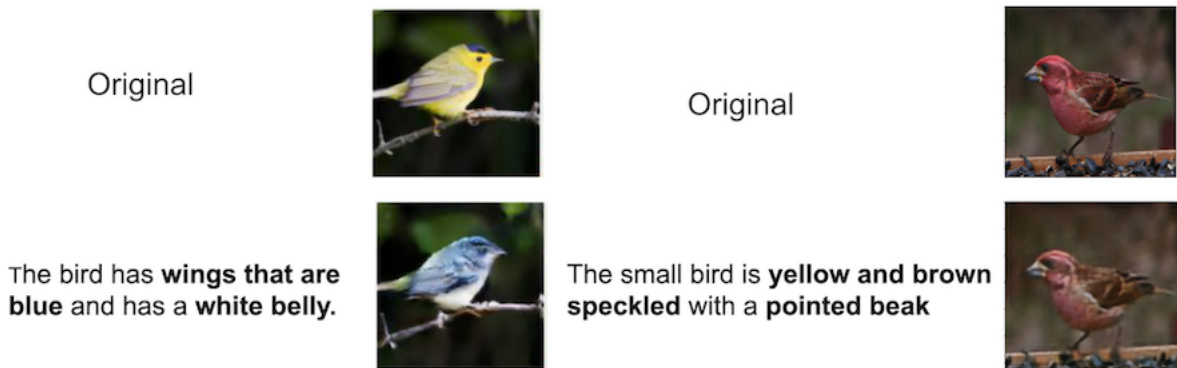 Original
The bird has wings that are
blue and has a white belly.
Original
The small bird is yellow and brown
speckled with a pointed beak